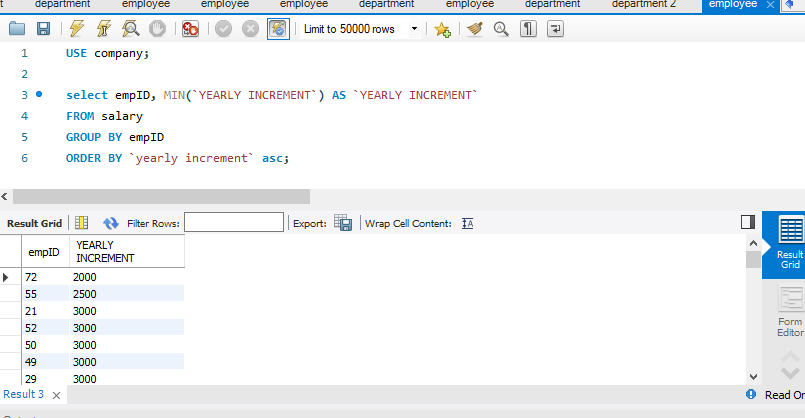 t department employee employee employee department department 2 employee
Limit to 50000 rows
1 USE company;
2
3 select empID, MIN(`YEARLY INCREMENT`) AS `YEARLY INCREMENT`
4 FROM salary
5 GROUP BY empID
6 ORDER BY `yearly increment` asc;
Result Grid Filter Rows: Export: Wrap Cell Content:
empID YEARLY INCREMENT
72 2000
55 2500
21 3000
52 3000
50 3000
49 3000
29 3000
Result Grid
Form Editor
Result 3 Read On